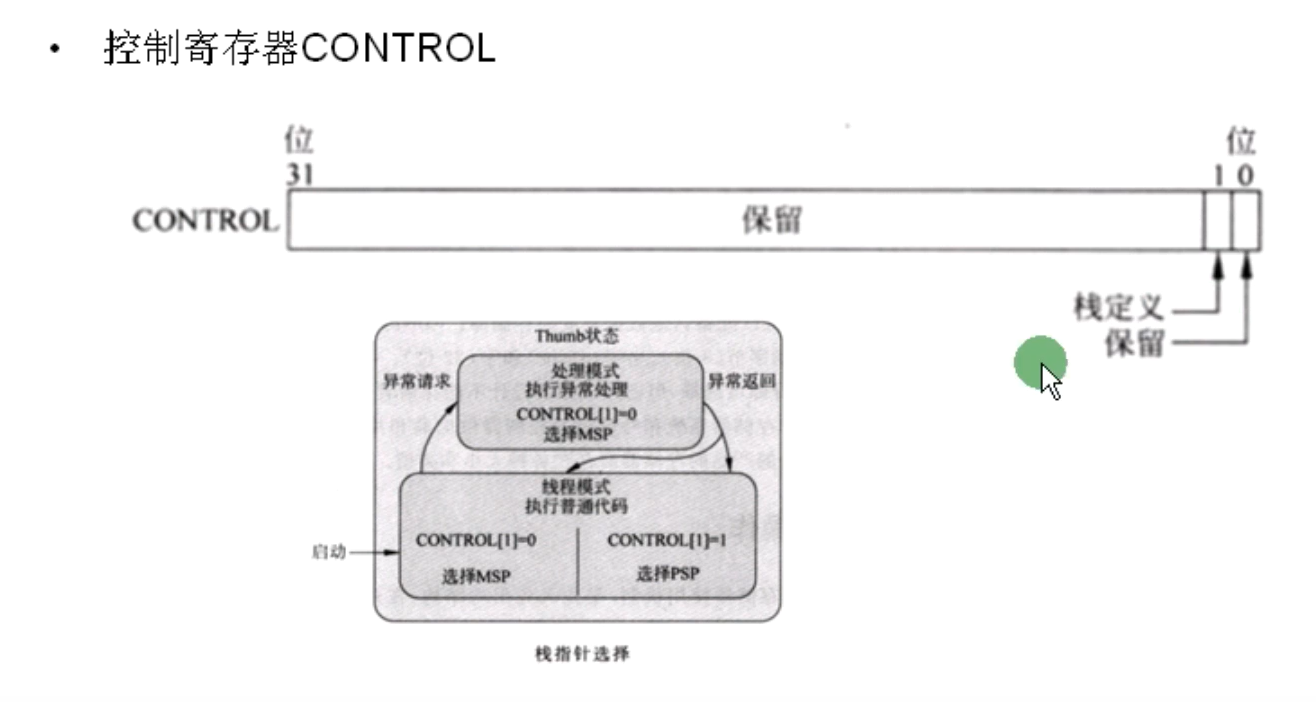 • 控制寄存器CONTROL
位 位
31 1 0
CONTROL 保留
栈定义
保留
Thumb状态
异常请求 处理模式 异常返回
执行异常处理
CONTROL[1]=0
选择MSP
线程模式
执行普通代码
启动 CONTROL[1]=0 CONTROL[1]=1
选择MSP 选择PSP
栈指针选择